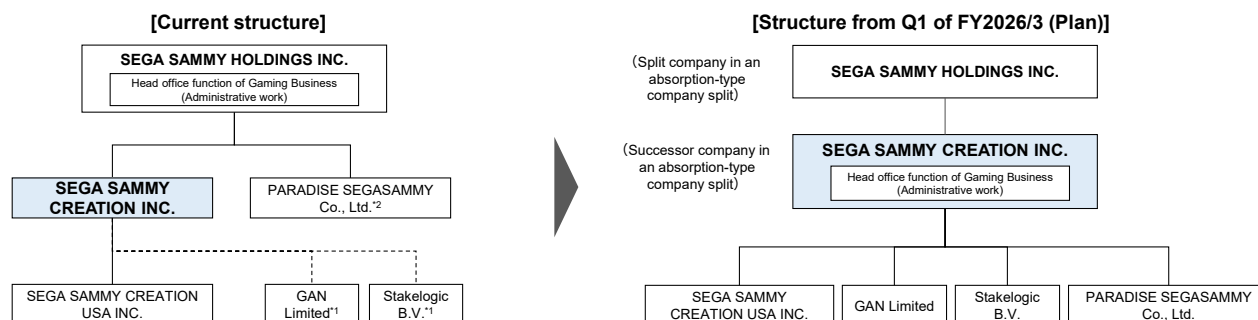 [Current structure]
SEGA SAMMY HOLDINGS INC.
Head office function of Gaming Business
(Administrative work)
SEGA SAMMY
CREATION INC.
PARADISE SEGASAMMY
Co., Ltd.*2
SEGA SAMMY CREATION
USA INC.
GAN
Limited*1
Stakelogic
B.V.*1
[Structure from Q1 of FY2026/3 (Plan)]
(Split company in an
absorption-type
company split)
SEGA SAMMY HOLDINGS INC.
(Successor company in
an absorption-type
company split)
SEGA SAMMY CREATION INC.
Head office function of Gaming Business
(Administrative work)
SEGA SAMMY
CREATION USA INC.
GAN Limited
Stakelogic
B.V.
PARADISE SEGASAMMY
Co., Ltd.